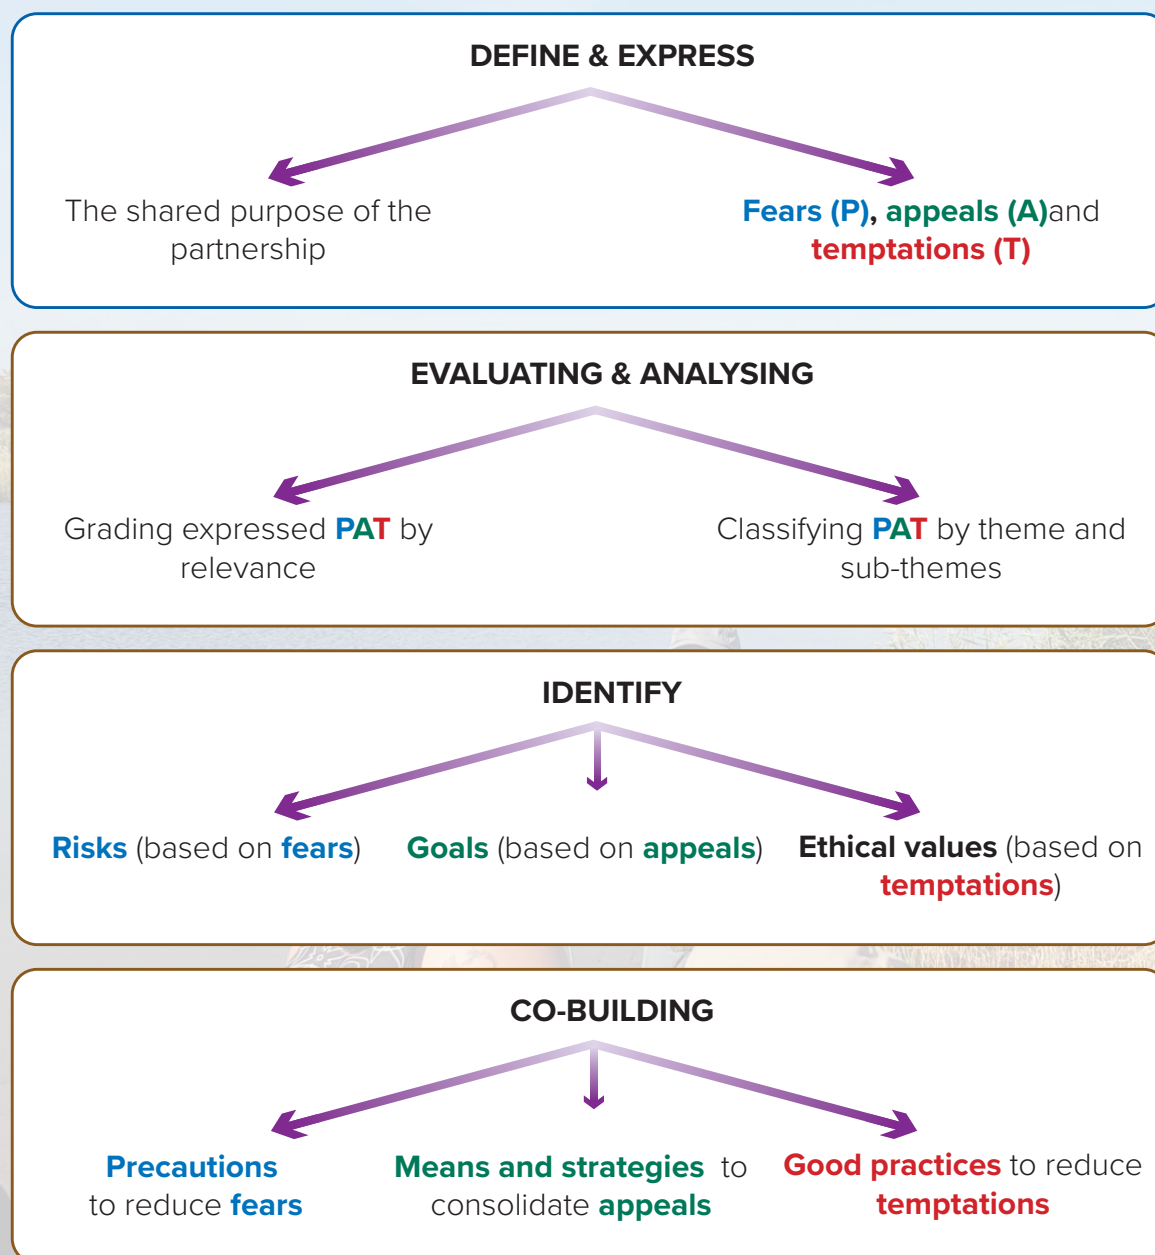 DEFINE & EXPRESS
The shared purpose of the
partnership
Fears (P), appeals (A)and
temptations (T)
EVALUATING & ANALYSING
Grading expressed PAT by
relevance
Classifying PAT by theme and
sub-themes
IDENTIFY
Risks (based on fears)
Goals (based on appeals)
Ethical values (based on
temptations)
CO-BUILDING
Precautions
to reduce fears
Means and strategies to
consolidate appeals
Good practices to reduce
temptations